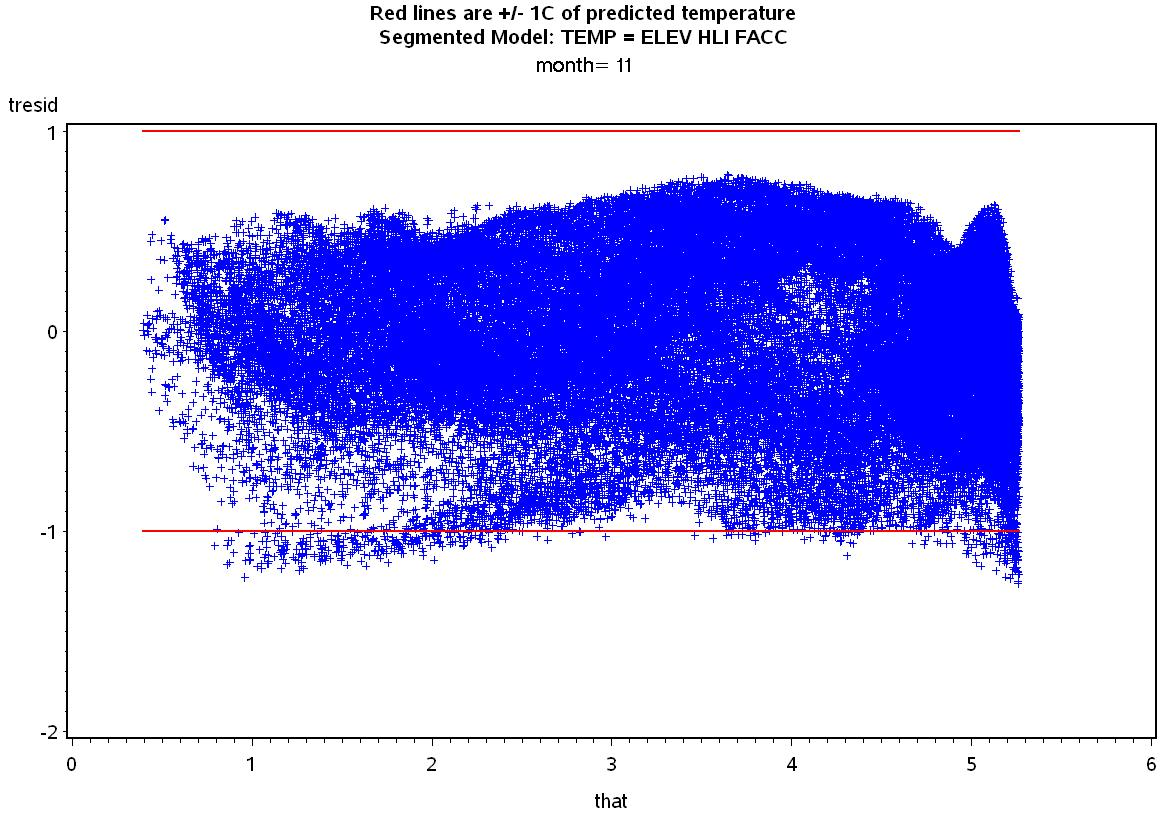 Red lines are +/- 1C of predicted temperature
Segmented Model: TEMP = ELEV HLI FACC
month= 11
tresid
1
0
-1
-2
0 1 2 3 4 5 6
that